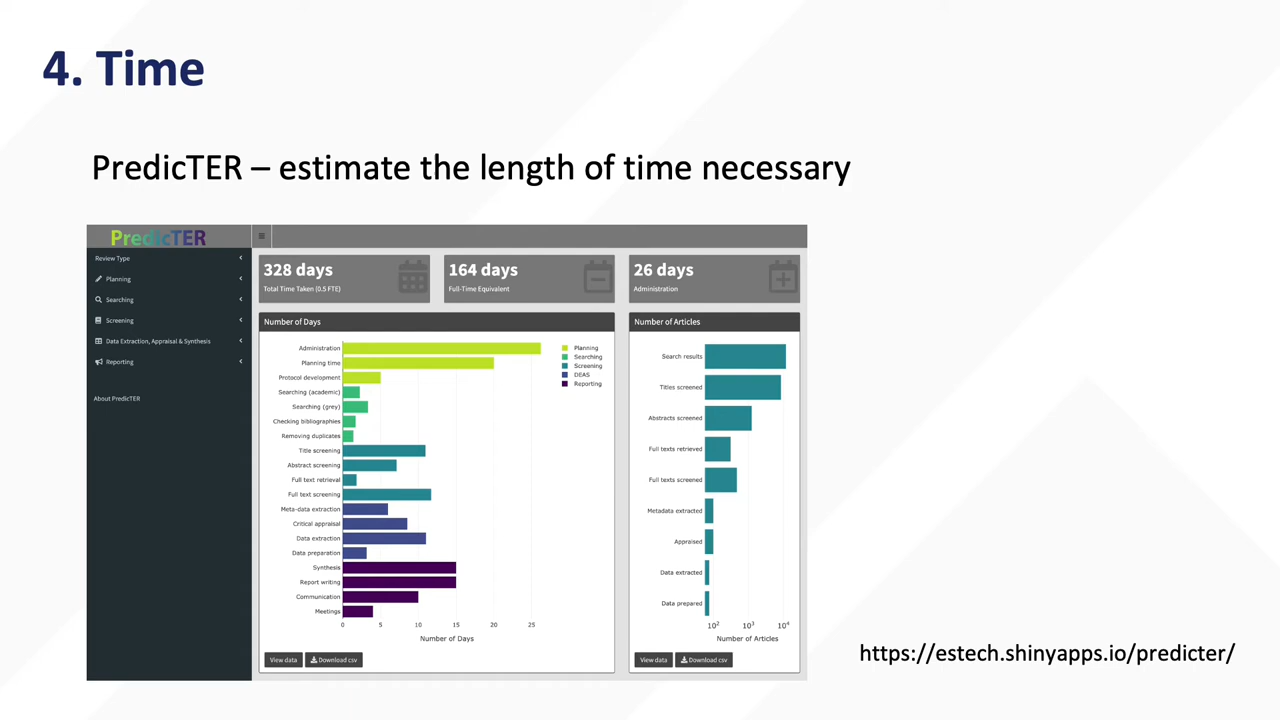 4. Time
PredicTER – estimate the length of time necessary
PredicTER
Review Type
Planning
Searching
Screening
Data Extraction, Appraisal & Synthesis
Reporting
About PredicTER
328 days
Total Time Taken (0.5 FTE)
164 days
Full-Time Equivalent
26 days
Administration
Number of Days
Administration
Planning time
Protocol development
Searching (academic)
Searching (grey)
Checking bibliographies
Removing duplicates
Title screening
Abstract screening
Full text retrieval
Full text screening
Meta-data extraction
Critical appraisal
Data extraction
Data preparation
Synthesis
Report writing
Communication
Meetings
0 5 10 15 20 25
Number of Days
Planning
Searching
Screening
DEAS
Reporting
View data
Download csv
Number of Articles
Search results
Titles screened
Abstracts screened
Full texts retrieved
Full texts screened
Metadata extracted
Appraised
Data extracted
Data prepared
10² 10³ 10⁴
Number of Articles
View data
Download csv
https://estech.shinyapps.io/predicter/